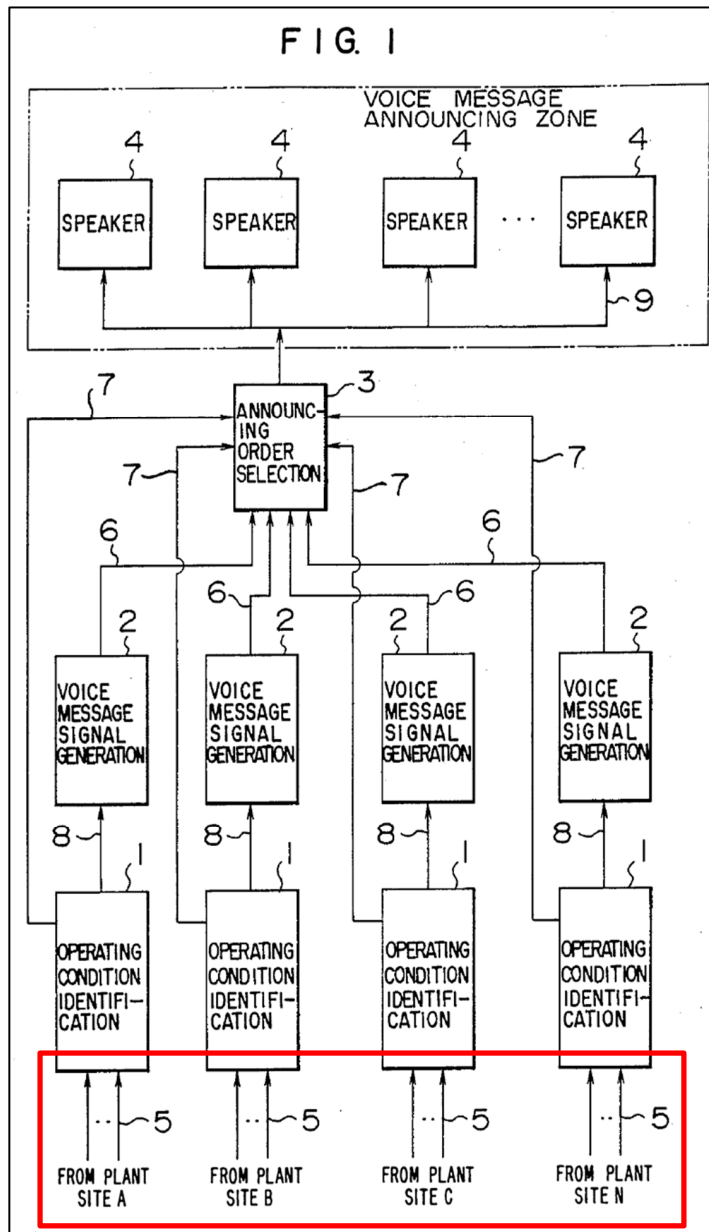 FIG. 1
VOICE MESSAGE
ANNOUNCING ZONE
4 4 4 4
SPEAKER SPEAKER SPEAKER ... SPEAKER
9
3
7
ANNOUNC-
ING
ORDER
SELECTION
7 7 7
6 6
6 6
2 2 2 2
VOICE
MESSAGE
SIGNAL
GENERATION
VOICE
MESSAGE
SIGNAL
GENERATION
VOICE
MESSAGE
SIGNAL
GENERATION
VOICE
MESSAGE
SIGNAL
GENERATION
8 8 8 8
1 1 1 1
OPERATING
CONDITION
IDENTIFI-
CATION
OPERATING
CONDITION
IDENTIFI-
CATION
OPERATING
CONDITION
IDENTIFI-
CATION
OPERATING
CONDITION
IDENTIFI-
CATION
.. 5 .. 5 .. 5 .. 5
FROM PLANT
SITE A
FROM PLANT
SITE B
FROM PLANT
SITE C
FROM PLANT
SITE N